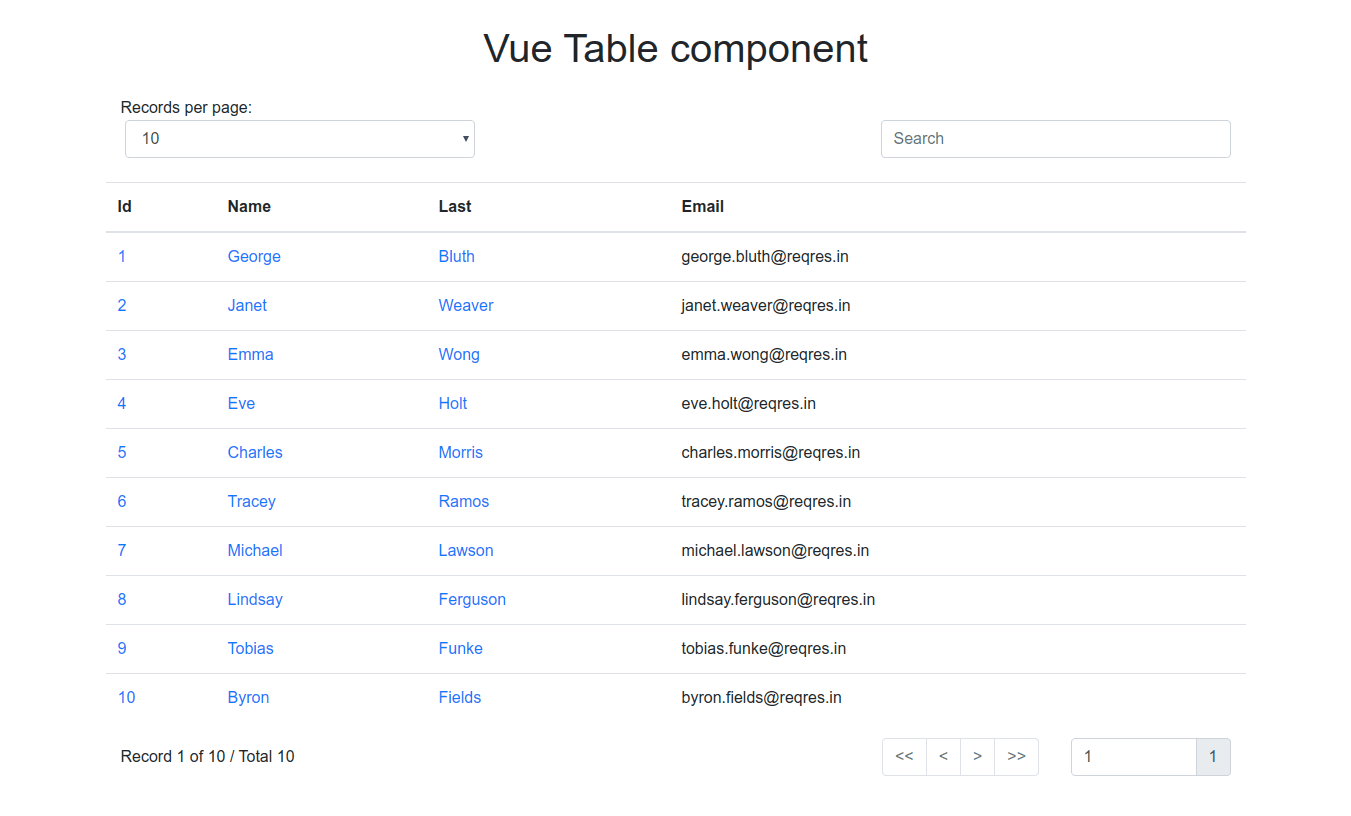 Vue Table component
Records per page:
10 ▾
Search
Id Name Last Email
1 George Bluth george.bluth@reqres.in
2 Janet Weaver janet.weaver@reqres.in
3 Emma Wong emma.wong@reqres.in
4 Eve Holt eve.holt@reqres.in
5 Charles Morris charles.morris@reqres.in
6 Tracey Ramos tracey.ramos@reqres.in
7 Michael Lawson michael.lawson@reqres.in
8 Lindsay Ferguson lindsay.ferguson@reqres.in
9 Tobias Funke tobias.funke@reqres.in
10 Byron Fields byron.fields@reqres.in
Record 1 of 10 / Total 10 << < > >> 1 1